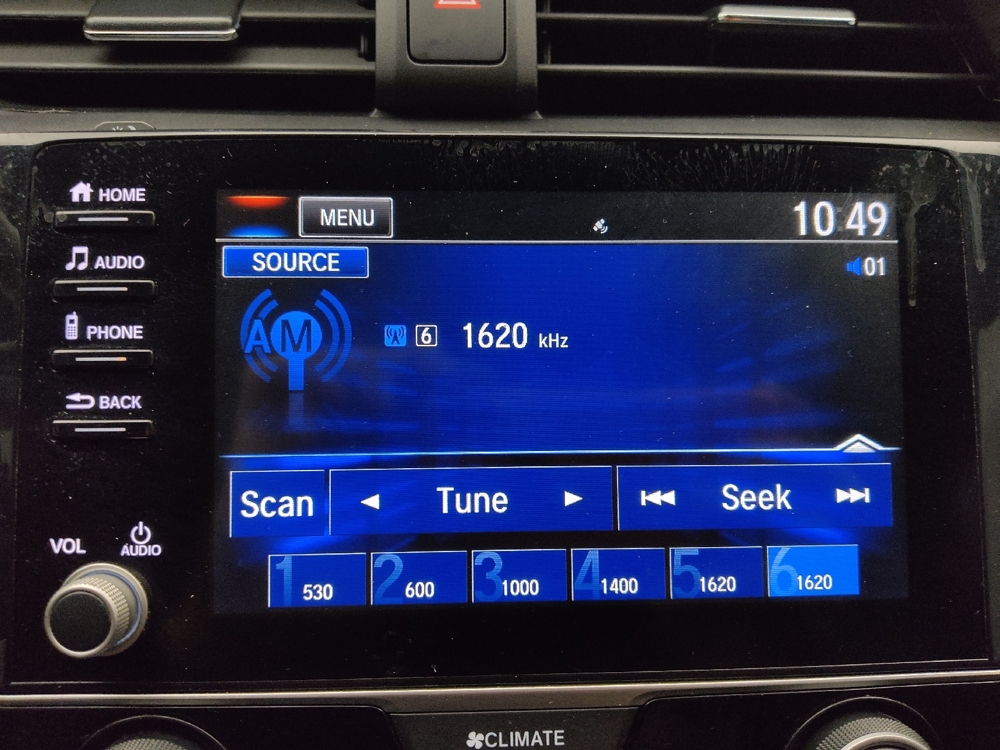 HOME
MENU
10:49
AUDIO
SOURCE
01
PHONE
AM
6 1620 kHz
BACK
Scan
Tune
Seek
VOL
AUDIO
1 530
2 600
3 1000
4 1400
5 1620
6 1620
CLIMATE